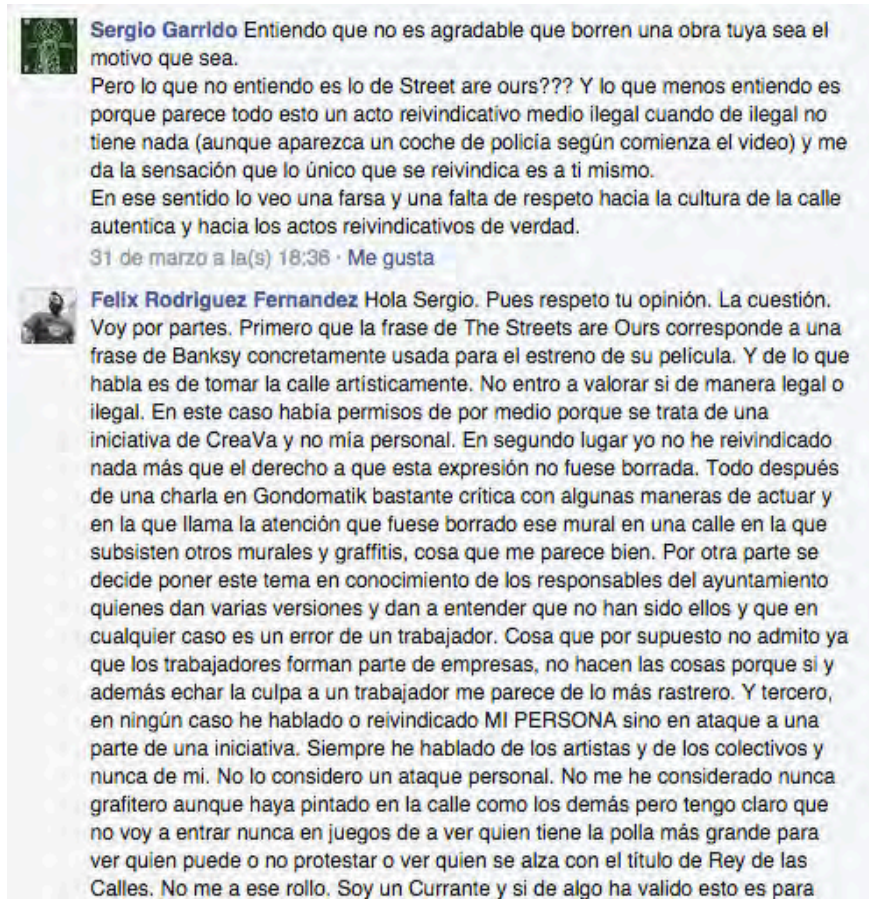 Sergio Garrido Entiendo que no es agradable que borren una obra tuya sea el
motivo que sea.
Pero lo que no entiendo es lo de Street are ours??? Y lo que menos entiendo es
porque parece todo esto un acto reivindicativo medio ilegal cuando de ilegal no
tiene nada (aunque aparezca un coche de policía según comienza el video) y me
da la sensación que lo único que se reivindica es a ti mismo.
En ese sentido lo veo una farsa y una falta de respeto hacia la cultura de la calle
autentica y hacia los actos reivindicativos de verdad.
31 de marzo a la(s) 18:36 · Me gusta
Felix Rodriguez Fernandez Hola Sergio. Pues respeto tu opinión. La cuestión.
Voy por partes. Primero que la frase de The Streets are Ours corresponde a una
frase de Banksy concretamente usada para el estreno de su película. Y de lo que
habla es de tomar la calle artísticamente. No entro a valorar si de manera legal o
ilegal. En este caso había permisos de por medio porque se trata de una
iniciativa de CreaVa y no mía personal. En segundo lugar yo no he reivindicado
nada más que el derecho a que esta expresión no fuese borrada. Todo después
de una charla en Gondomatik bastante crítica con algunas maneras de actuar y
en la que llama la atención que fuese borrado ese mural en una calle en la que
subsisten otros murales y graffitis, cosa que me parece bien. Por otra parte se
decide poner este tema en conocimiento de los responsables del ayuntamiento
quienes dan varias versiones y dan a entender que no han sido ellos y que en
cualquier caso es un error de un trabajador. Cosa que por supuesto no admito ya
que los trabajadores forman parte de empresas, no hacen las cosas porque si y
además echar la culpa a un trabajador me parece de lo más rastrero. Y tercero,
en ningún caso he hablado o reivindicado MI PERSONA sino en ataque a una
parte de una iniciativa. Siempre he hablado de los artistas y de los colectivos y
nunca de mi. No lo considero un ataque personal. No me he considerado nunca
grafitero aunque haya pintado en la calle como los demás pero tengo claro que
no voy a entrar nunca en juegos de a ver quien tiene la polla más grande para
ver quien puede o no protestar o ver quien se alza con el título de Rey de las
Calles. No me a ese rollo. Soy un Currante y si de algo ha valido esto es para